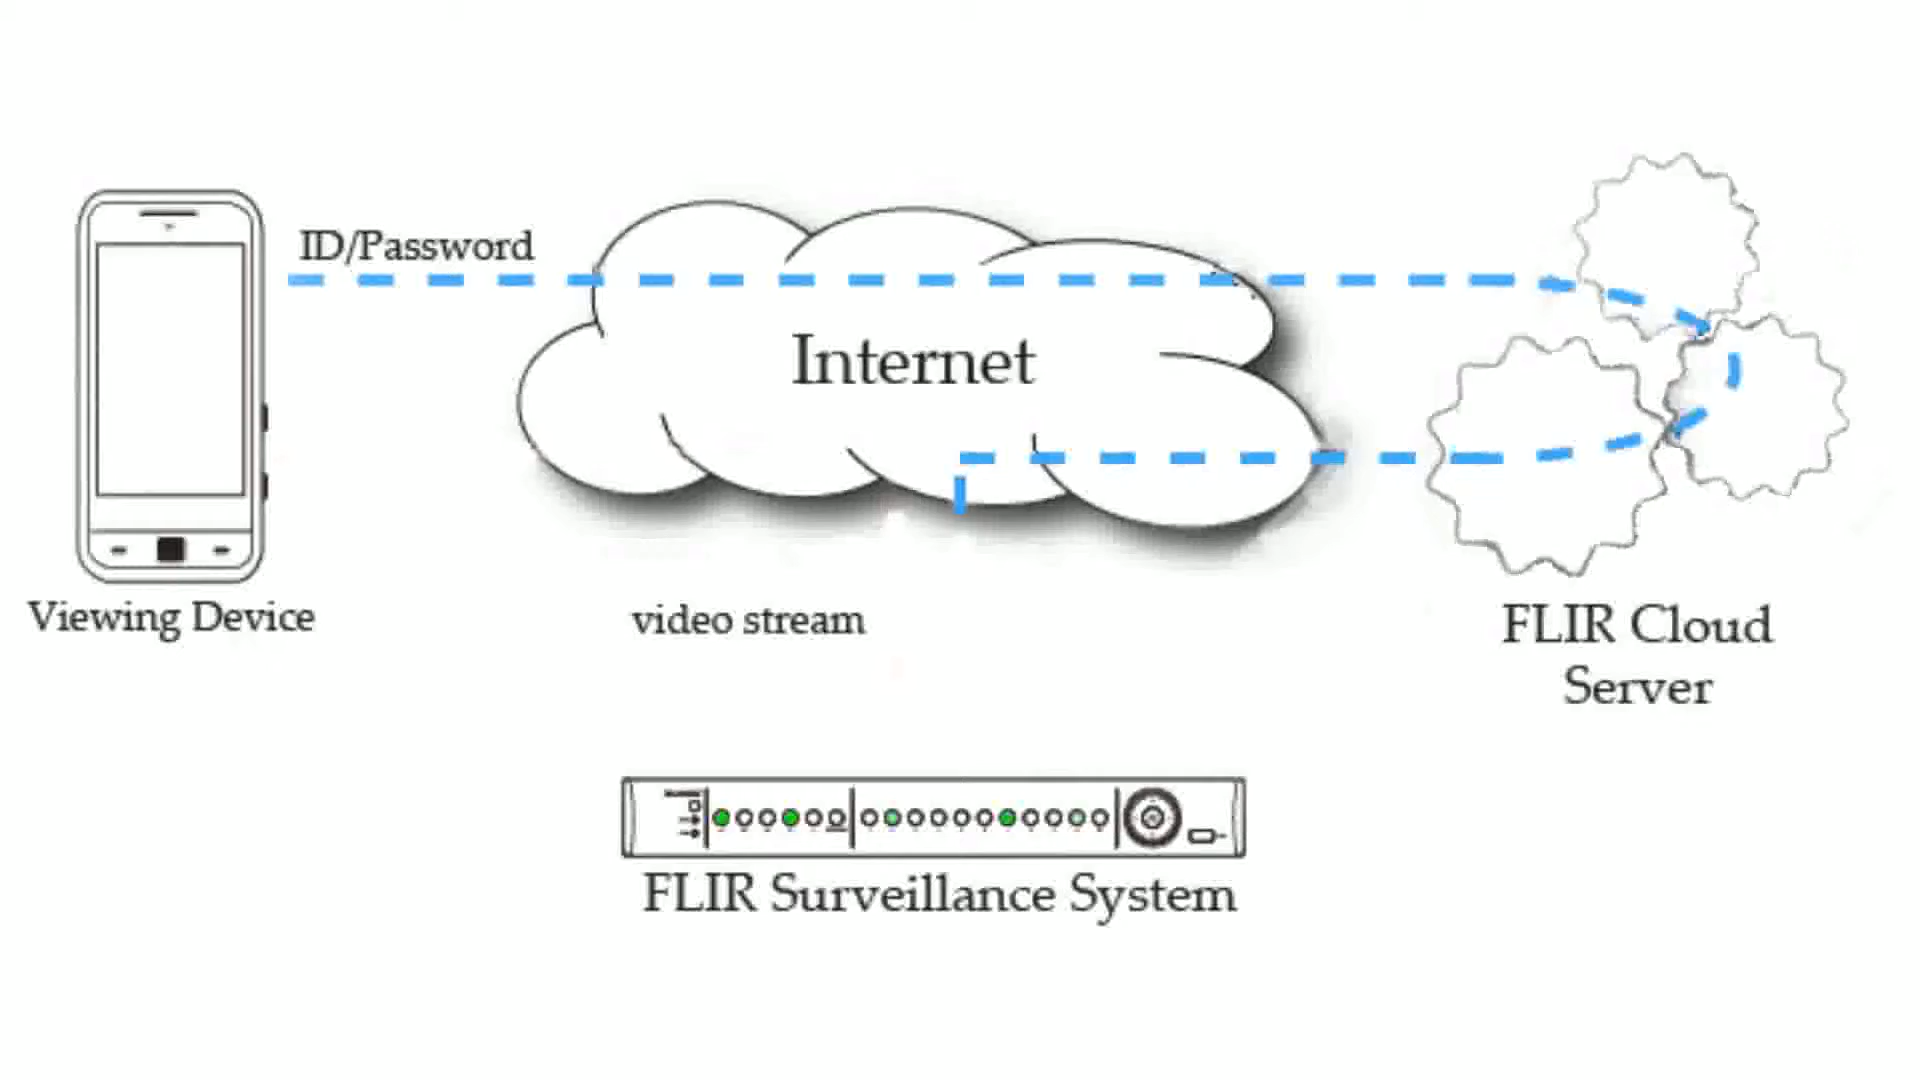 ID/Password
Internet
Viewing Device
video stream
FLIR Cloud
Server
FLIR Surveillance System